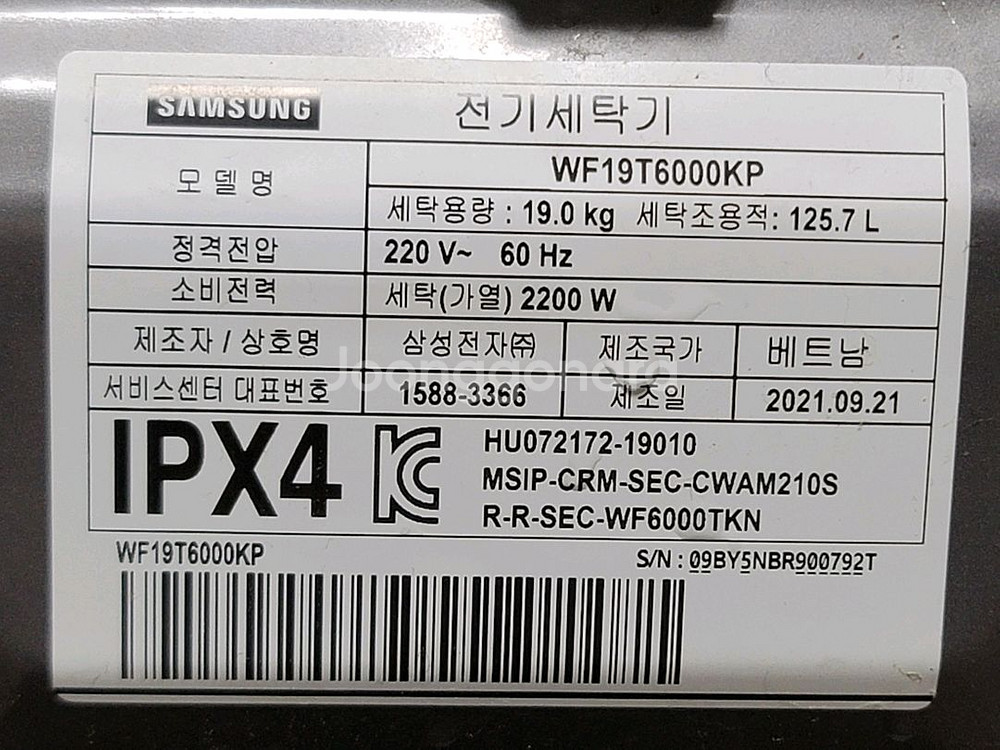 SAMSUNG 전기세탁기
모델명 WF19T6000KP
세탁용량 : 19.0 kg 세탁조용적: 125.7 L
정격전압 220 V~ 60 Hz
소비전력 세탁(가열) 2200 W
제조자 / 상호명 삼성전자㈜ 제조국가 베트남
서비스센터 대표번호 1588-3366 제조일 2021.09.21
Joonggonara
IPX4
HU072172-19010
MSIP-CRM-SEC-CWAM210S
R-R-SEC-WF6000TKN
WF19T6000KP S/N : 09BY5NBR900792T